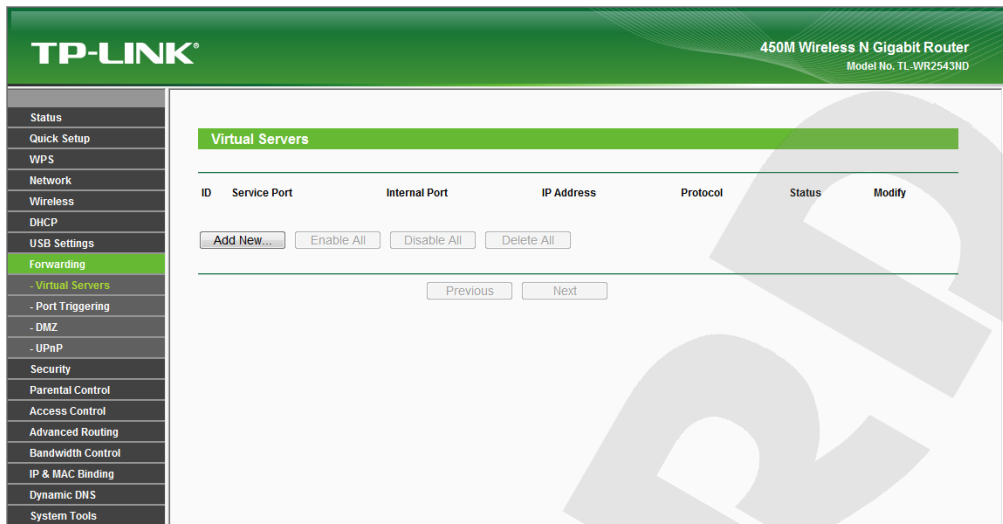 TP-LINK®
450M Wireless N Gigabit Router
Model No. TL-WR2543ND
Status
Quick Setup
WPS
Network
Wireless
DHCP
USB Settings
Forwarding
- Virtual Servers
- Port Triggering
- DMZ
- UPnP
Security
Parental Control
Access Control
Advanced Routing
Bandwidth Control
IP & MAC Binding
Dynamic DNS
System Tools
Virtual Servers
ID Service Port Internal Port IP Address Protocol Status Modify
Add New... Enable All Disable All Delete All
Previous Next